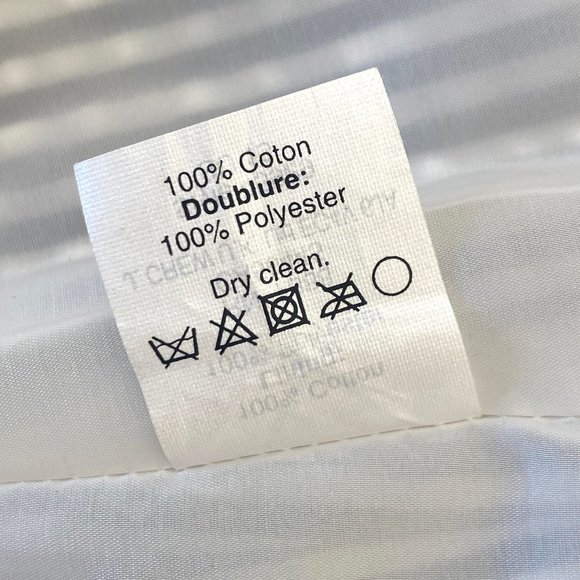 100% Coton
Doublure:
100% Polyester
Dry clean.